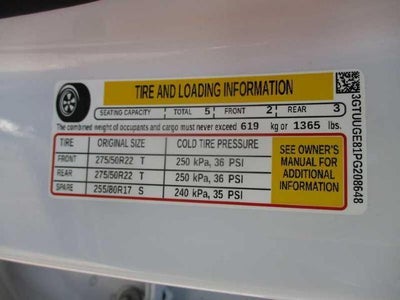 TIRE AND LOADING INFORMATION
SEATING CAPACITY TOTAL 5 FRONT 2 REAR 3
The combined weight of occupants and cargo must never exceed 619 kg or 1365 lbs.
TIRE ORIGINAL SIZE COLD TIRE PRESSURE
FRONT 275/50R22 T 250 kPa, 36 PSI
REAR 275/50R22 T 250 kPa, 36 PSI
SPARE 255/80R17 S 240 kPa, 35 PSI
SEE OWNER'S
MANUAL FOR
ADDITIONAL
INFORMATION
3GTUUGE81PG208648